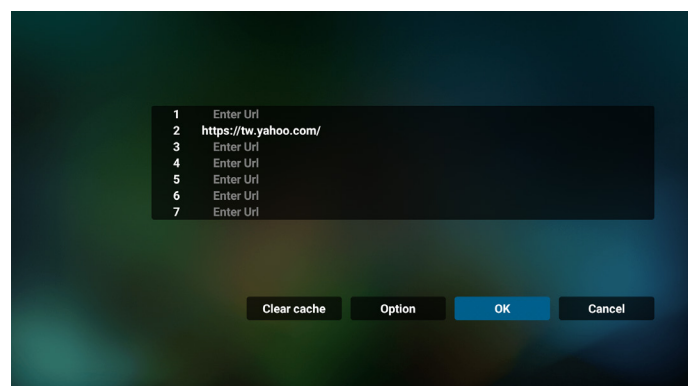 1 Enter Url
2 https://tw.yahoo.com/
3 Enter Url
4 Enter Url
5 Enter Url
6 Enter Url
7 Enter Url
Clear cache Option OK Cancel